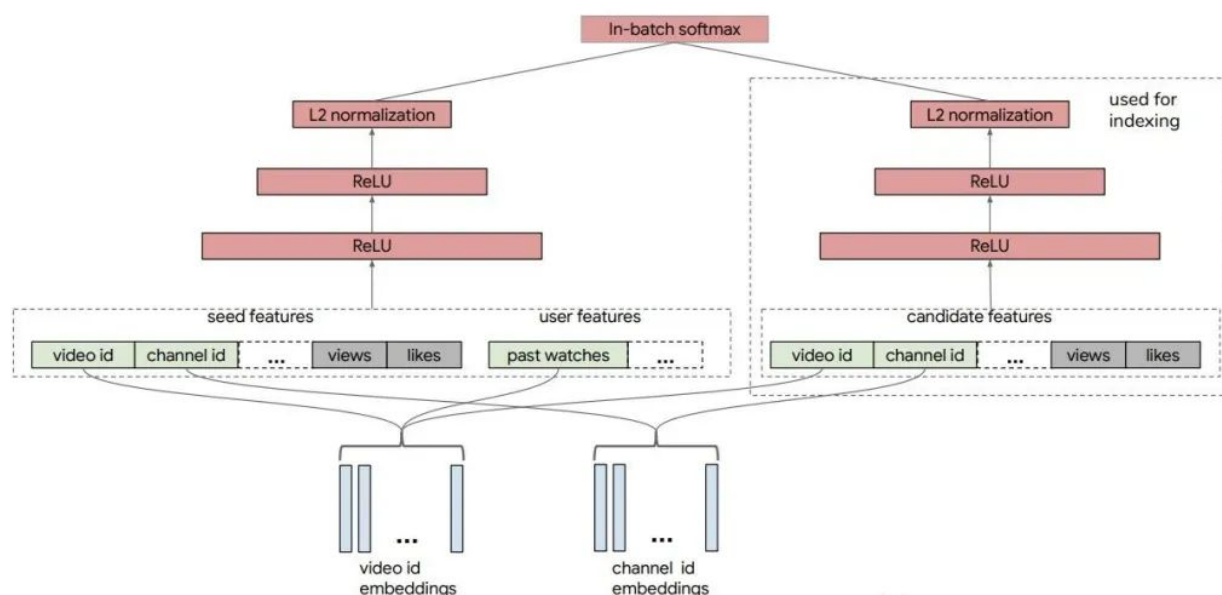 In-batch softmax
L2 normalization
L2 normalization
used for
indexing
ReLU
ReLU
ReLU
ReLU
seed features
user features
candidate features
video id
channel id
...
views
likes
past watches
...
video id
channel id
...
views
likes
...
...
video id
embeddings
channel id
embeddings